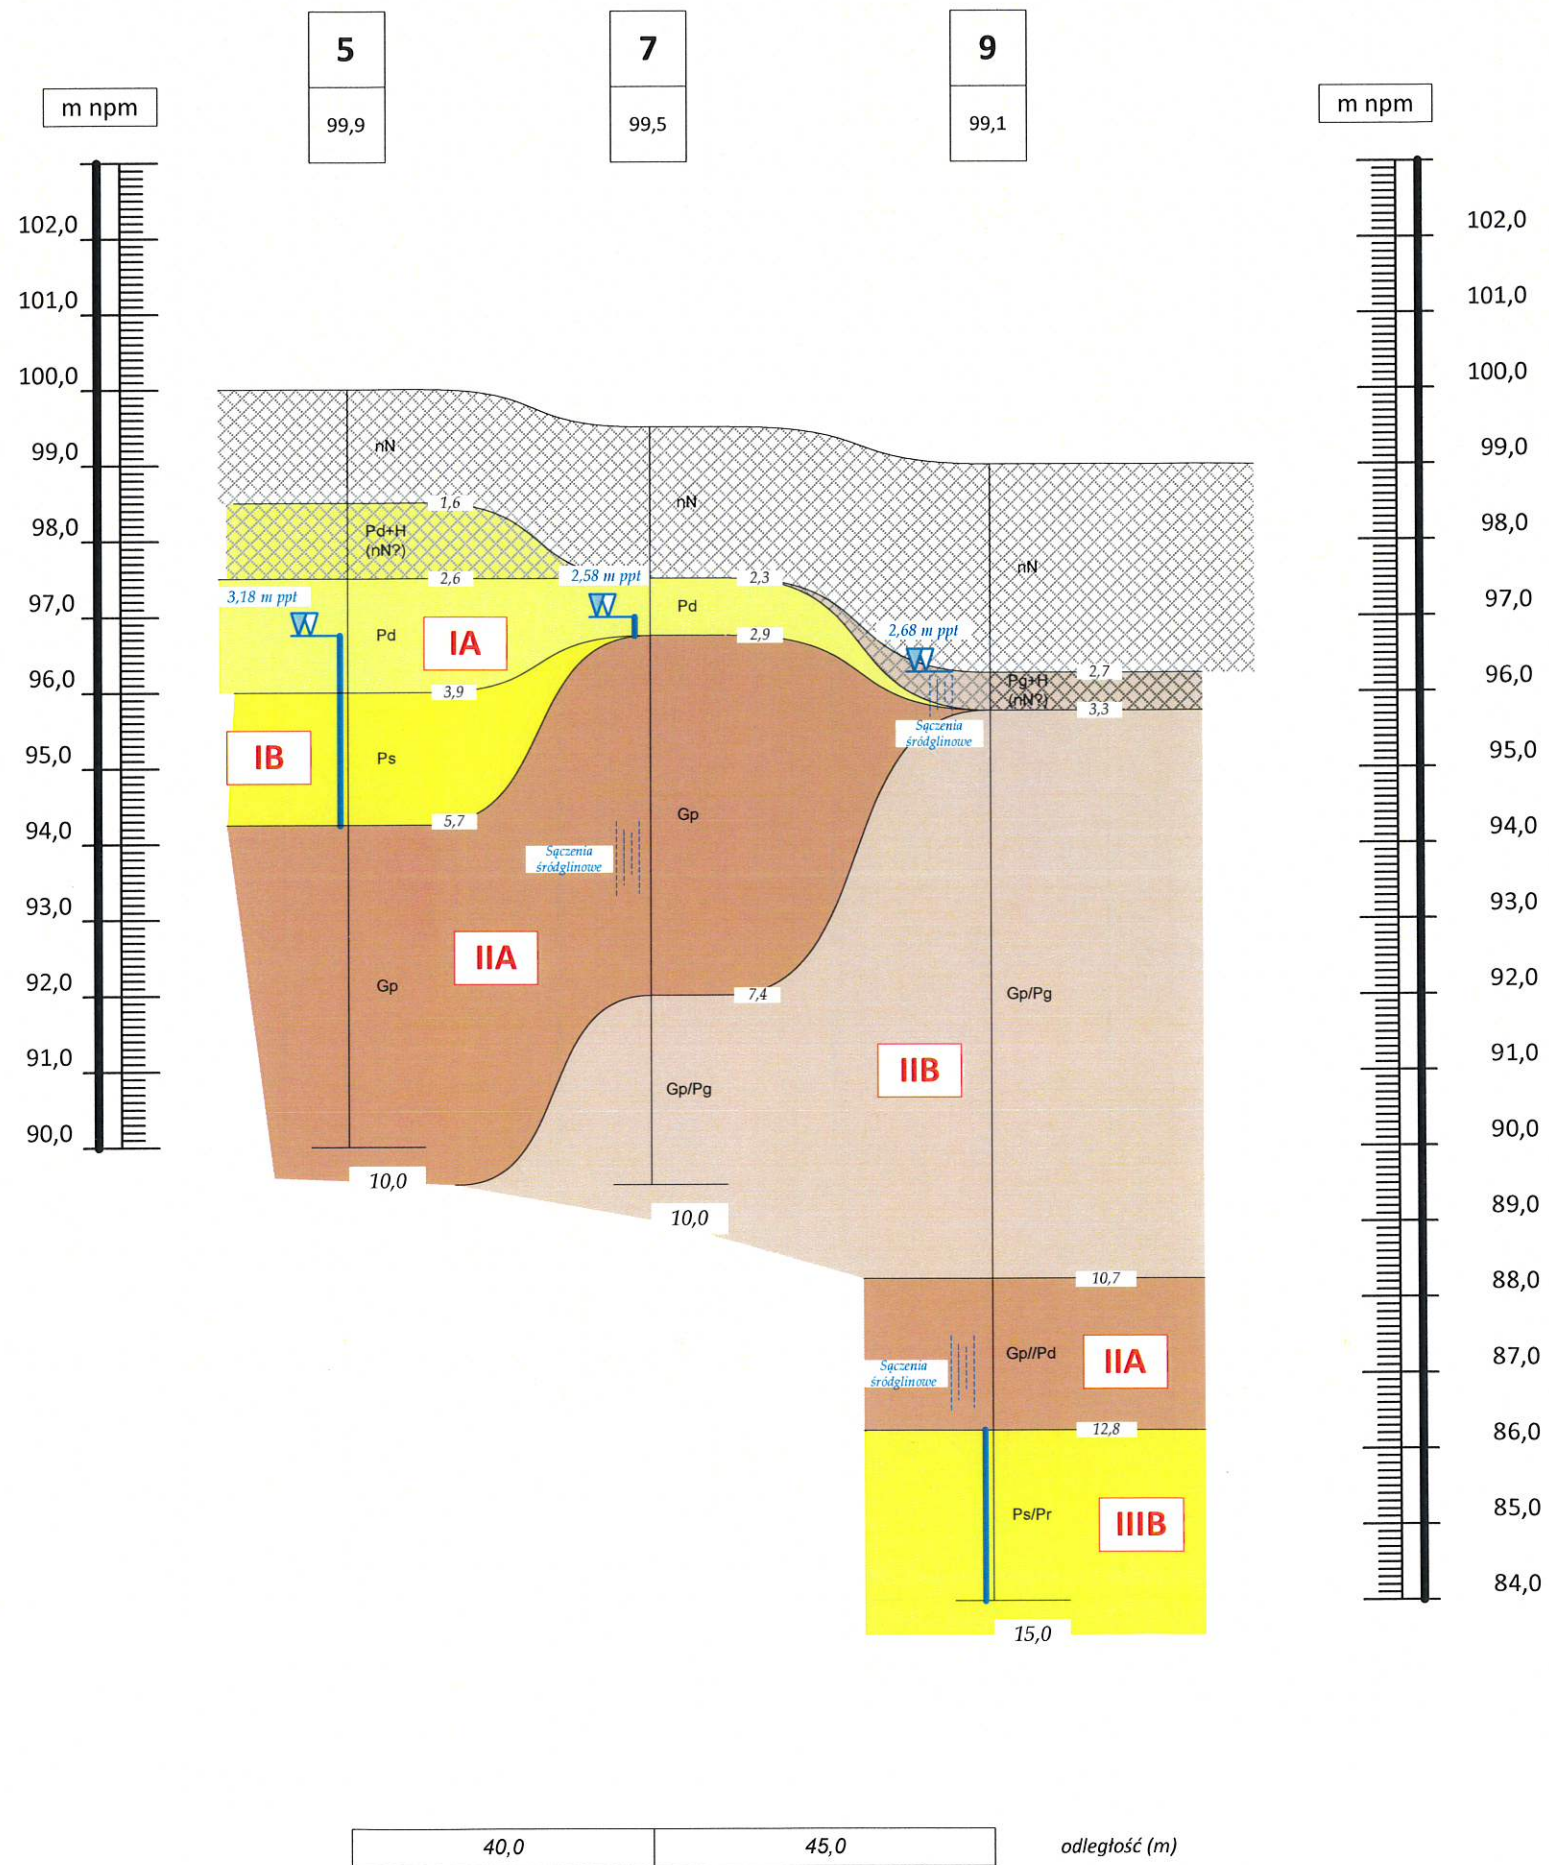 5 7 9
m npm m npm
99,9 99,5 99,1
102,0 102,0
101,0 101,0
100,0 100,0
99,0 nN 99,0
1,6 nN
98,0 Pd+H 98,0
(nN?)
2,6 2,58 m ppt 2,3 nN
3,18 m ppt
97,0 Pd 97,0
Pd IA 2,9 2,68 m ppt
96,0 3,9 Pg+H 2,7 96,0
(nN?) 3,3
Sączenia
śródglinowe
95,0 IB Ps 95,0
94,0 5,7 Gp 94,0
Sączenia
śródglinowe
93,0 93,0
IIA
92,0 Gp 7,4 Gp/Pg 92,0
91,0 Gp/Pg IIB 91,0
90,0 90,0
10,0 89,0
10,0
10,7 88,0
Sączenia Gp//Pd IIA 87,0
śródglinowe
12,8 86,0
Ps/Pr IIIB 85,0
84,0
15,0
40,0 45,0 odległość (m)